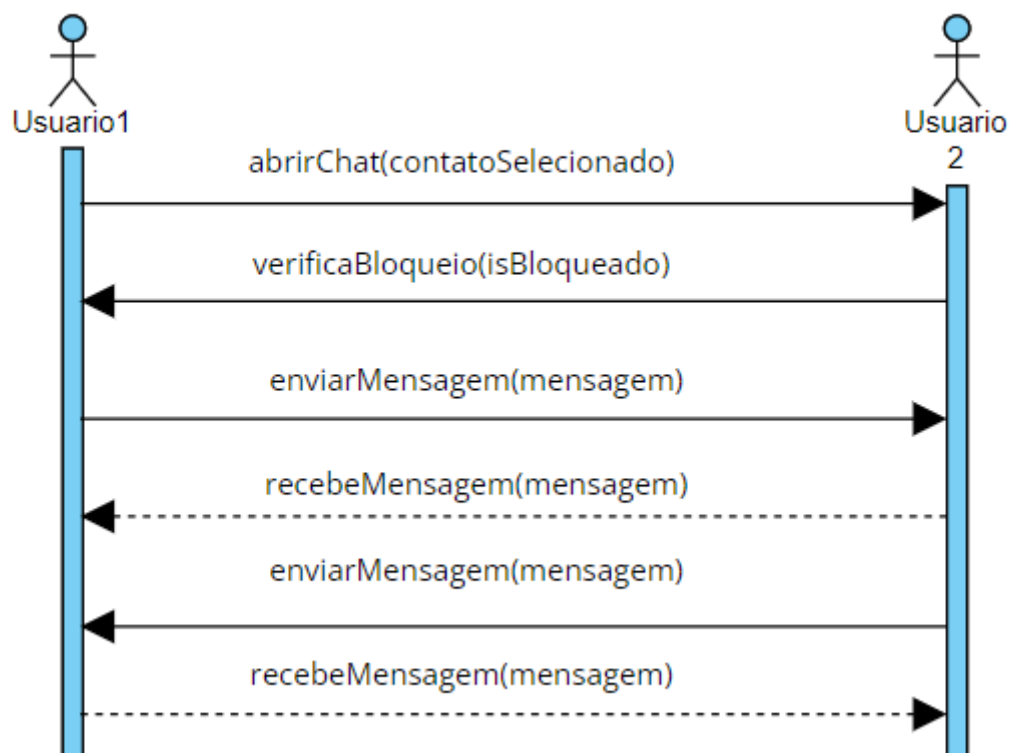 Usuario1
Usuario
2
abrirChat(contatoSelecionado)
verificaBloqueio(isBloqueado)
enviarMensagem(mensagem)
recebeMensagem(mensagem)
enviarMensagem(mensagem)
recebeMensagem(mensagem)